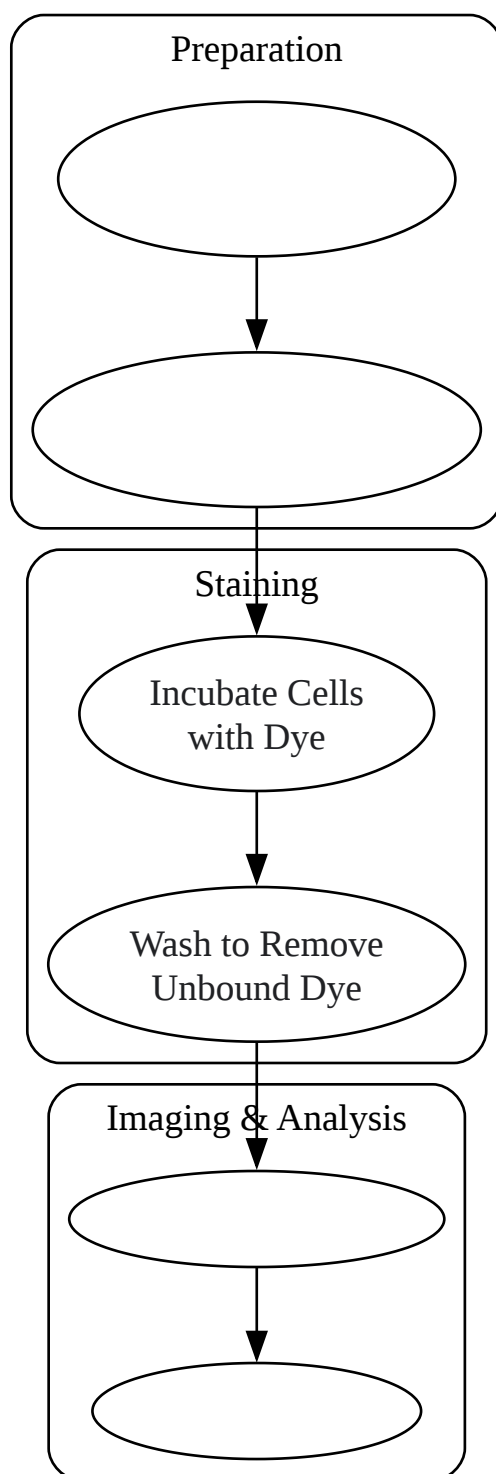 Preparation
Staining
Incubate Cells
with Dye
Wash to Remove
Unbound Dye
Imaging & Analysis